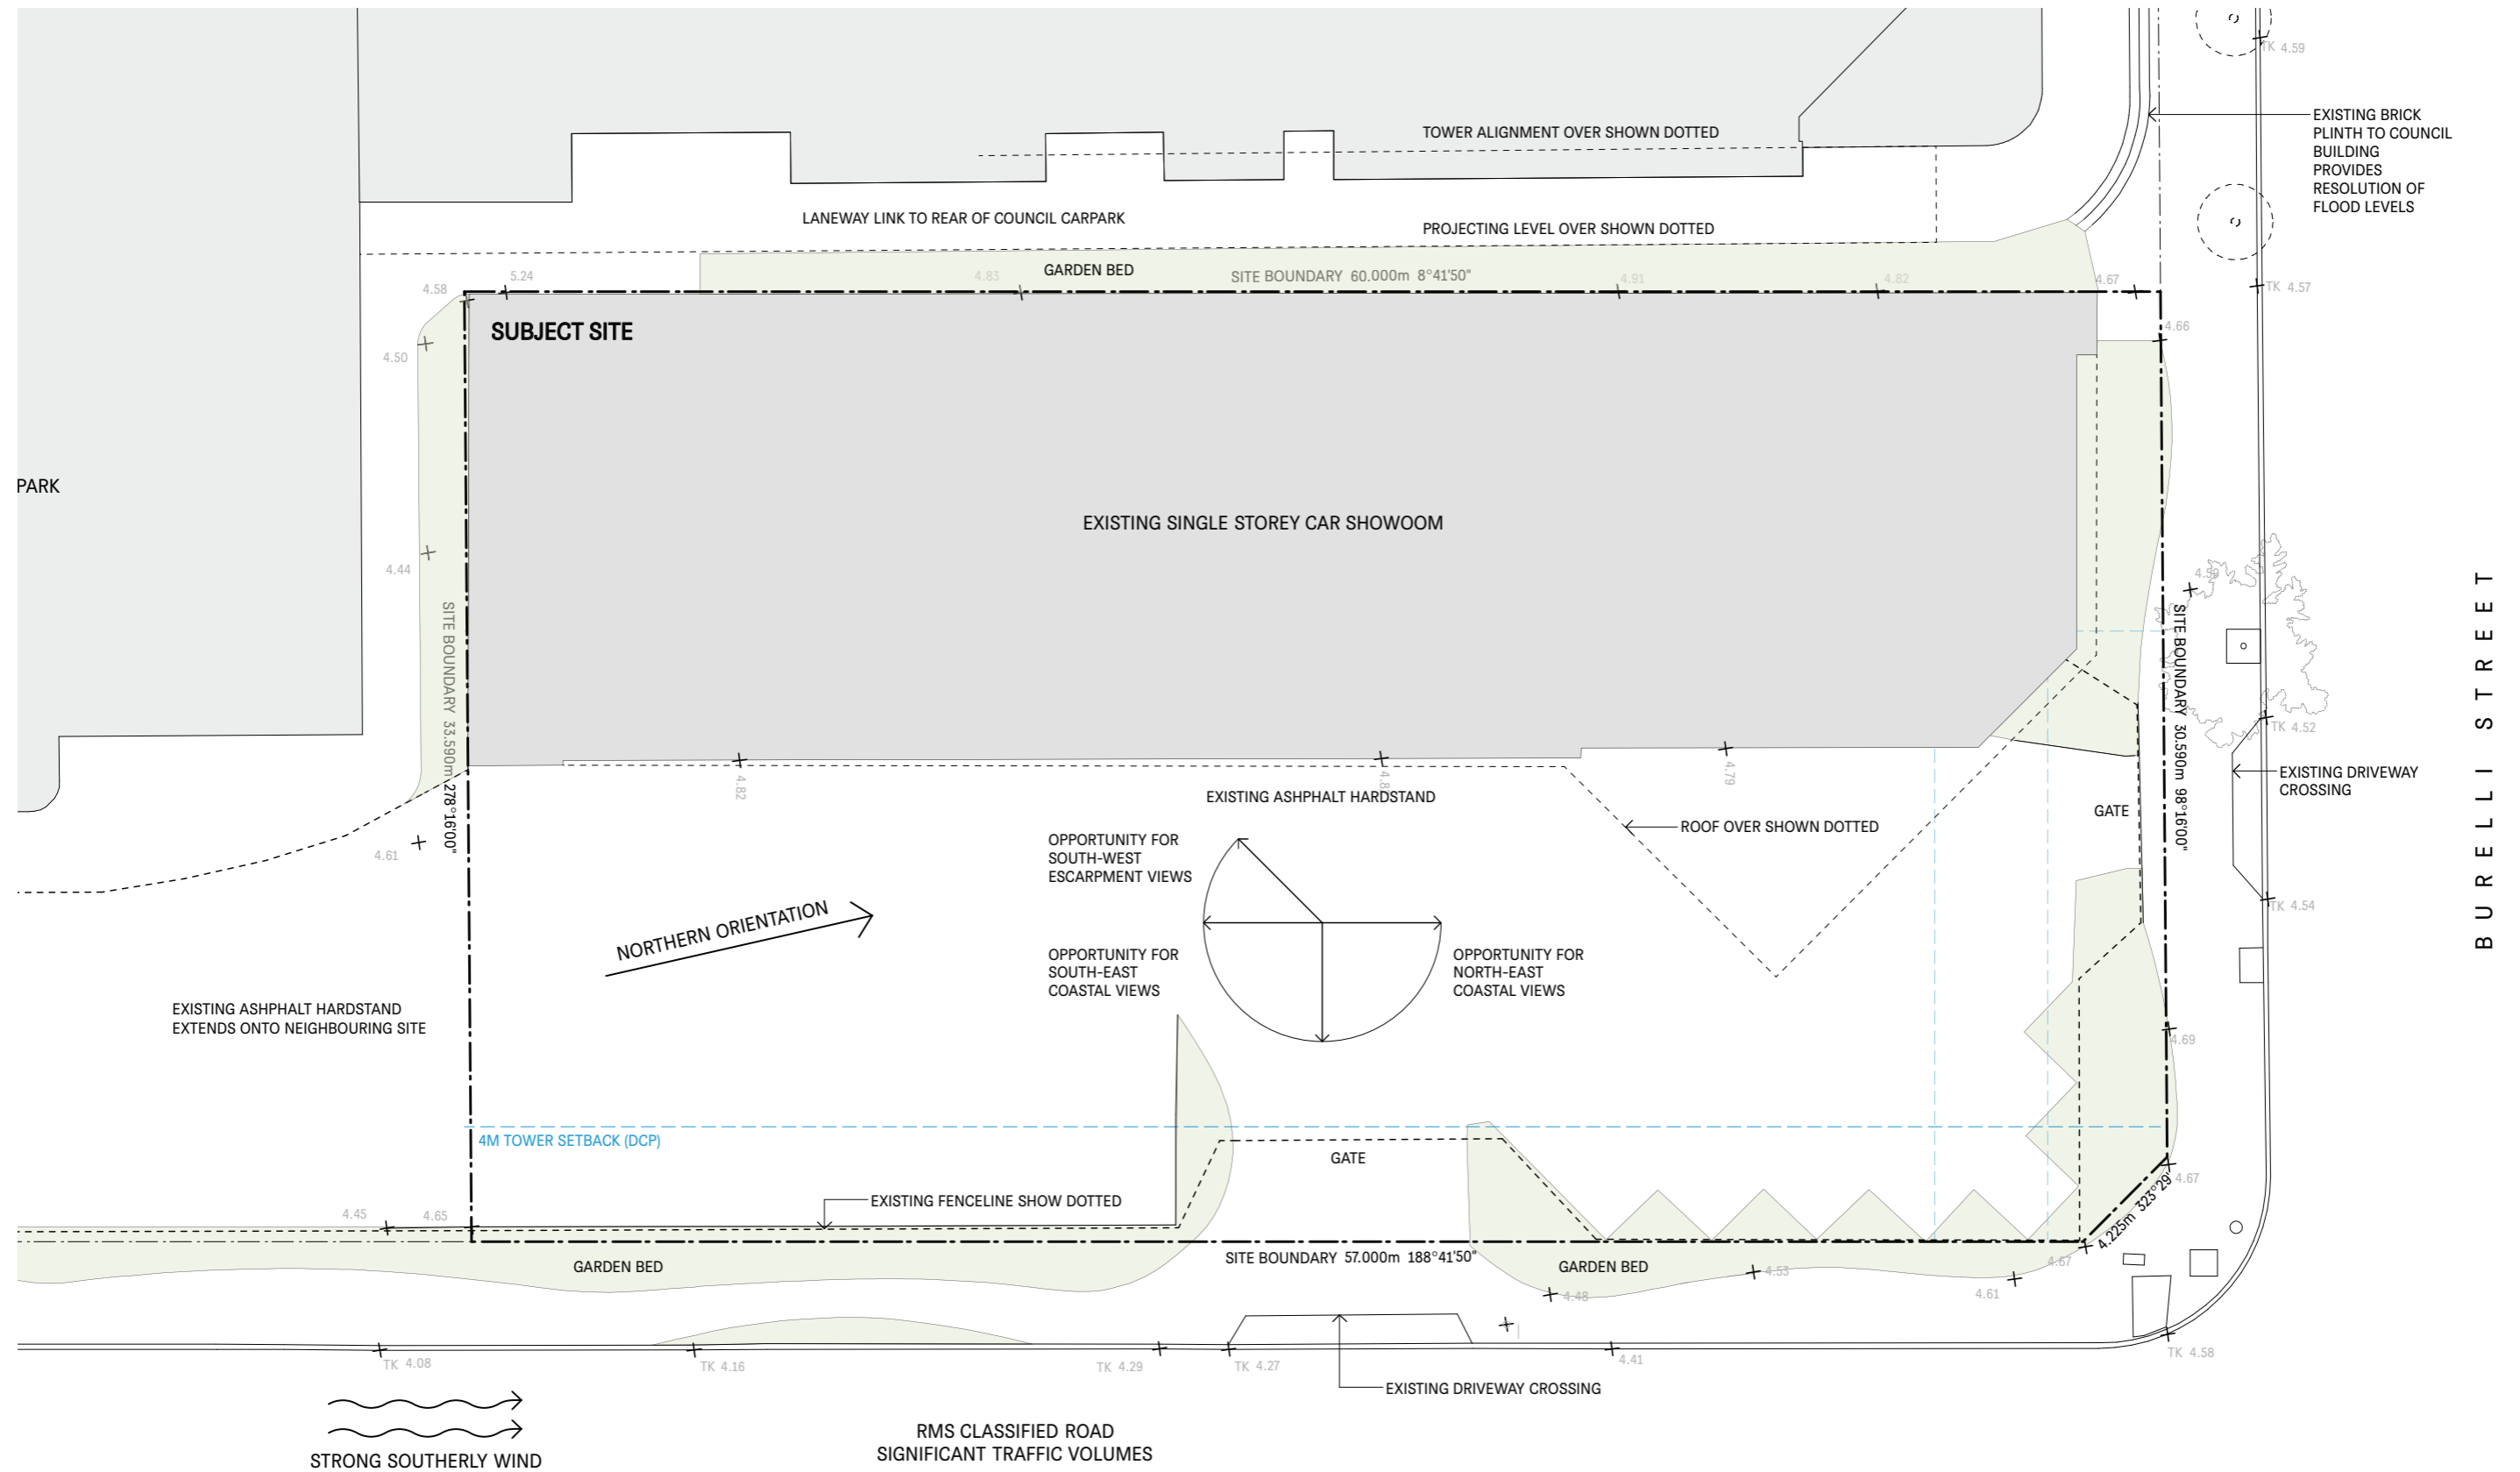 TK 4.59
EXISTING BRICK
PLINTH TO COUNCIL
BUILDING
PROVIDES
RESOLUTION OF
FLOOD LEVELS
TOWER ALIGNMENT OVER SHOWN DOTTED
LANEWAY LINK TO REAR OF COUNCIL CARPARK
PROJECTING LEVEL OVER SHOWN DOTTED
GARDEN BED
SITE BOUNDARY 60.000m 8°41'50"
5.24
4.83
4.91
4.82
4.67
4.58
TK 4.57
4.66
SUBJECT SITE
4.50
PARK
EXISTING SINGLE STOREY CAR SHOWOOM
4.44
4.59
SITE BOUNDARY 33.590m 278°16'00"
SITE BOUNDARY 30.590m 98°16'00"
BURELLI STREET
TK 4.52
EXISTING DRIVEWAY
CROSSING
4.82
4.79
EXISTING ASHPHALT HARDSTAND
GATE
ROOF OVER SHOWN DOTTED
4.61
OPPORTUNITY FOR
SOUTH-WEST
ESCARPMENT VIEWS
TK 4.54
NORTHERN ORIENTATION
OPPORTUNITY FOR
SOUTH-EAST
COASTAL VIEWS
OPPORTUNITY FOR
NORTH-EAST
COASTAL VIEWS
EXISTING ASHPHALT HARDSTAND
EXTENDS ONTO NEIGHBOURING SITE
4.69
4M TOWER SETBACK (DCP)
GATE
4.67
EXISTING FENCELINE SHOW DOTTED
4.45
4.65
4.225m 323°29'
SITE BOUNDARY 57.000m 188°41'50"
GARDEN BED
GARDEN BED
4.67
4.53
4.48
4.61
TK 4.08
TK 4.16
TK 4.29
TK 4.27
4.41
TK 4.58
EXISTING DRIVEWAY CROSSING
RMS CLASSIFIED ROAD
SIGNIFICANT TRAFFIC VOLUMES
STRONG SOUTHERLY WIND